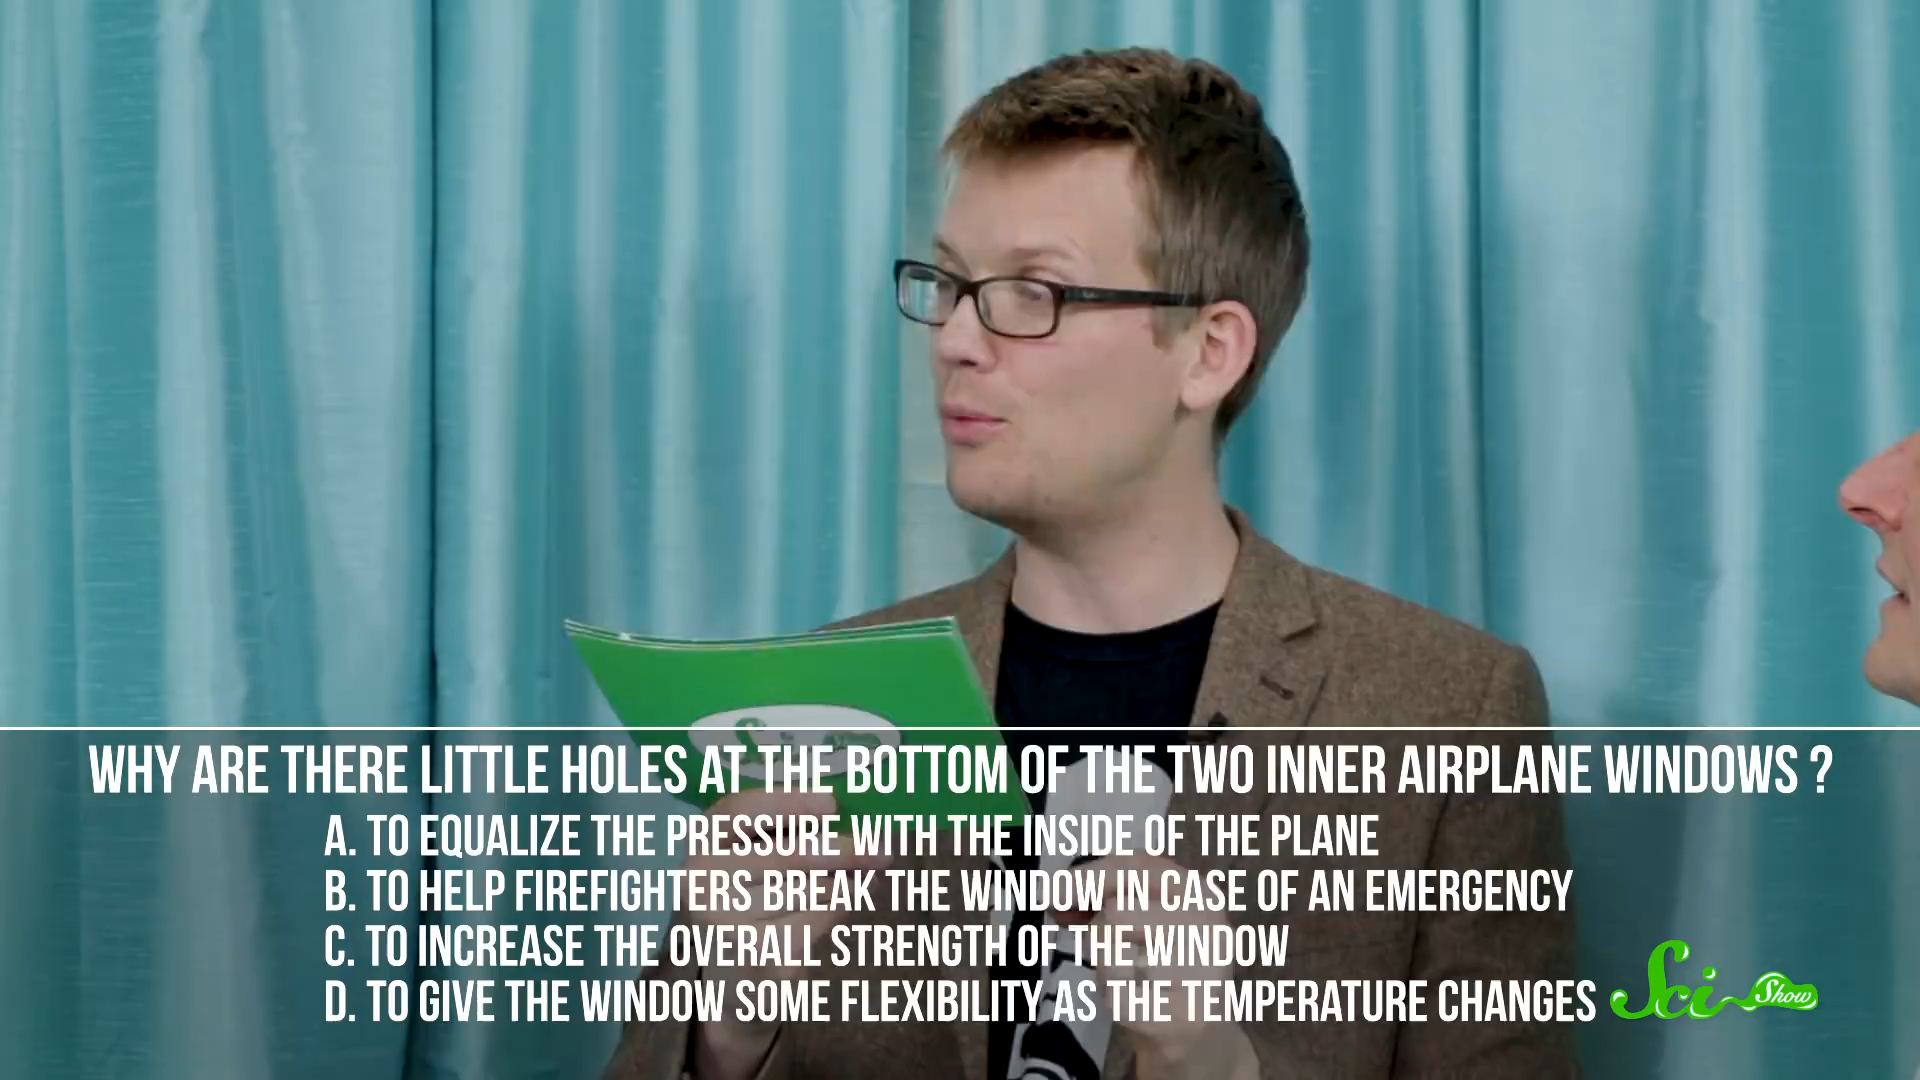 WHY ARE THERE LITTLE HOLES AT THE BOTTOM OF THE TWO INNER AIRPLANE WINDOWS ?
A. TO EQUALIZE THE PRESSURE WITH THE INSIDE OF THE PLANE
B. TO HELP FIREFIGHTERS BREAK THE WINDOW IN CASE OF AN EMERGENCY
C. TO INCREASE THE OVERALL STRENGTH OF THE WINDOW
D. TO GIVE THE WINDOW SOME FLEXIBILITY AS THE TEMPERATURE CHANGES
Sci Show